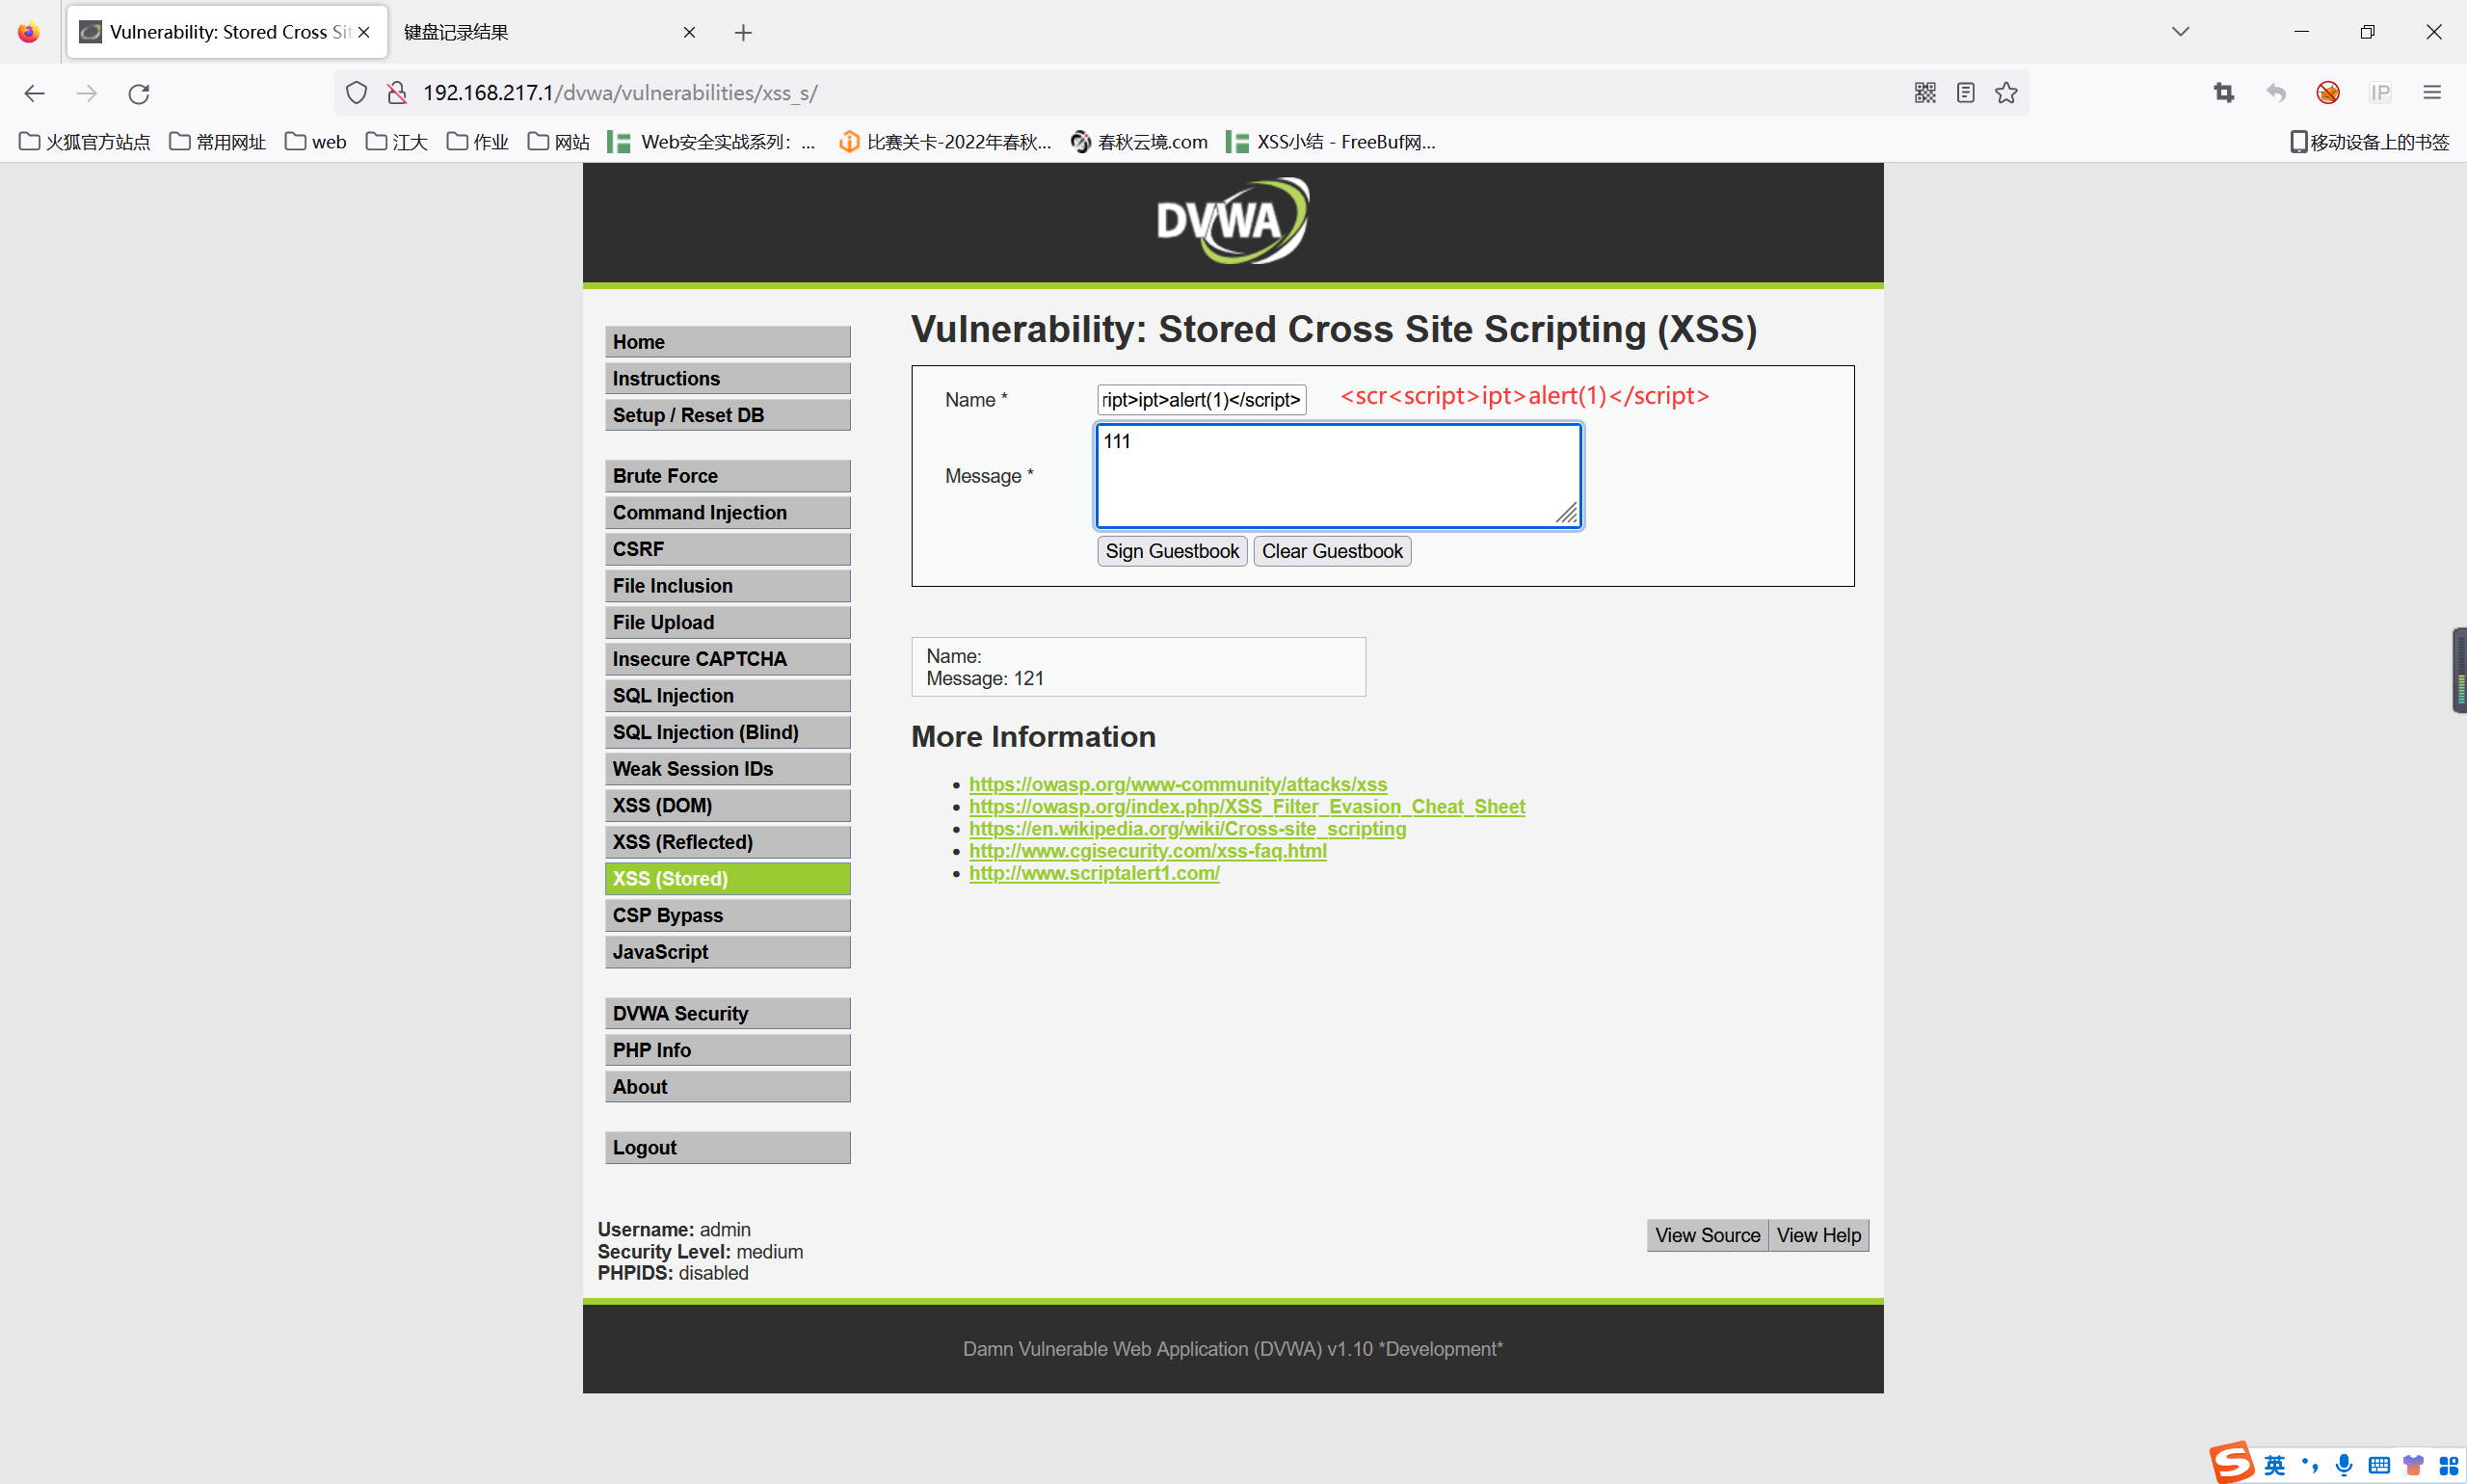 Vulnerability: Stored Cross Sit
键盘记录结果
192.168.217.1/dvwa/vulnerabilities/xss_s/
IP
火狐官方站点 常用网址 web 江大 作业 网站 Web安全实战系列：... 比赛关卡-2022年春秋... 春秋云境.com XSS小结 - FreeBuf网... 移动设备上的书签
DVWA
Home
Instructions
Setup / Reset DB
Brute Force
Command Injection
CSRF
File Inclusion
File Upload
Insecure CAPTCHA
SQL Injection
SQL Injection (Blind)
Weak Session IDs
XSS (DOM)
XSS (Reflected)
XSS (Stored)
CSP Bypass
JavaScript
DVWA Security
PHP Info
About
Logout
Vulnerability: Stored Cross Site Scripting (XSS)
Name * ript>ipt>alert(1)</script> <scr<script>ipt>alert(1)</script>
Message * 111
Sign Guestbook Clear Guestbook
Name:
Message: 121
More Information
https://owasp.org/www-community/attacks/xss
https://owasp.org/index.php/XSS_Filter_Evasion_Cheat_Sheet
https://en.wikipedia.org/wiki/Cross-site_scripting
http://www.cgisecurity.com/xss-faq.html
http://www.scriptalert1.com/
Username: admin
Security Level: medium
PHPIDS: disabled
View Source View Help
Damn Vulnerable Web Application (DVWA) v1.10 *Development*
S 英